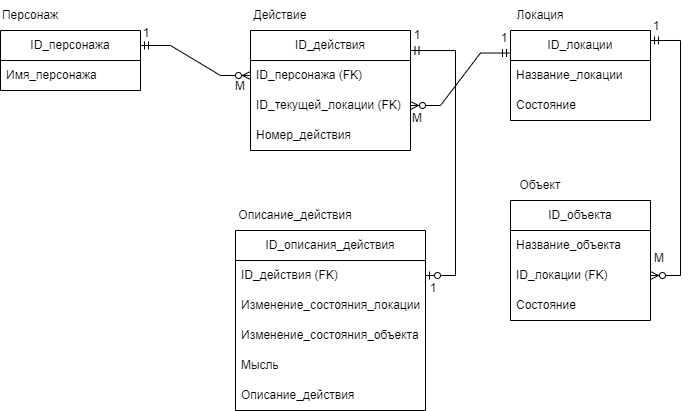 Персонаж
ID_персонажа
Имя_персонажа
1
M
Действие
ID_действия
ID_персонажа (FK)
ID_текущей_локации (FK)
Номер_действия
1
M
1
Локация
ID_локации
Название_локации
Состояние
1
Объект
ID_объекта
Название_объекта
ID_локации (FK)
Состояние
M
Описание_действия
ID_описания_действия
ID_действия (FK)
Изменение_состояния_локации
Изменение_состояния_объекта
Мысль
Описание_действия
1